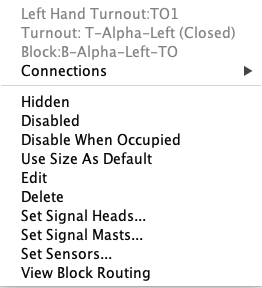 Left Hand Turnout:TO1
Turnout: T-Alpha-Left (Closed)
Block:B-Alpha-Left-TO
Connections
Hidden
Disabled
Disable When Occupied
Use Size As Default
Edit
Delete
Set Signal Heads...
Set Signal Masts...
Set Sensors...
View Block Routing